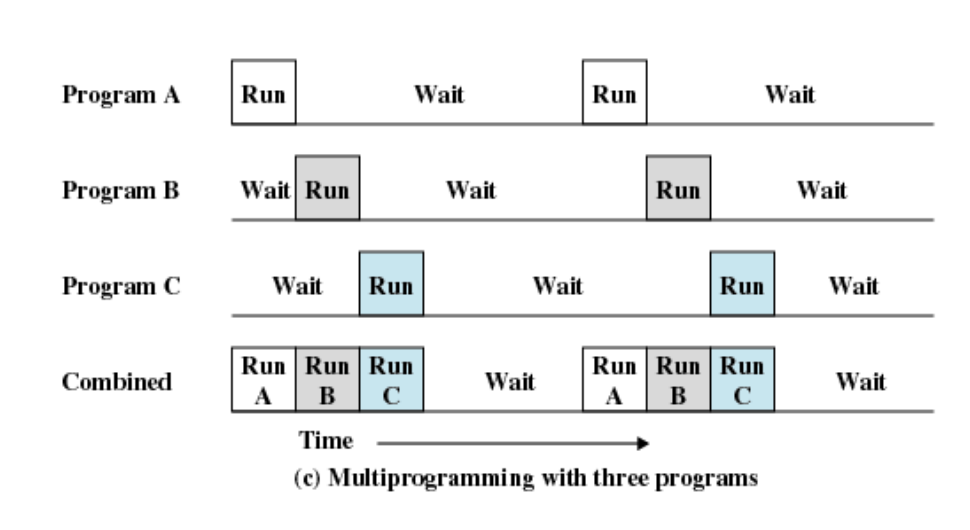 Program A Run Wait Run Wait
Program B Wait Run Wait Run Wait
Program C Wait Run Wait Run Wait
Combined Run A Run B Run C Wait Run A Run B Run C Wait
Time
(c) Multiprogramming with three programs